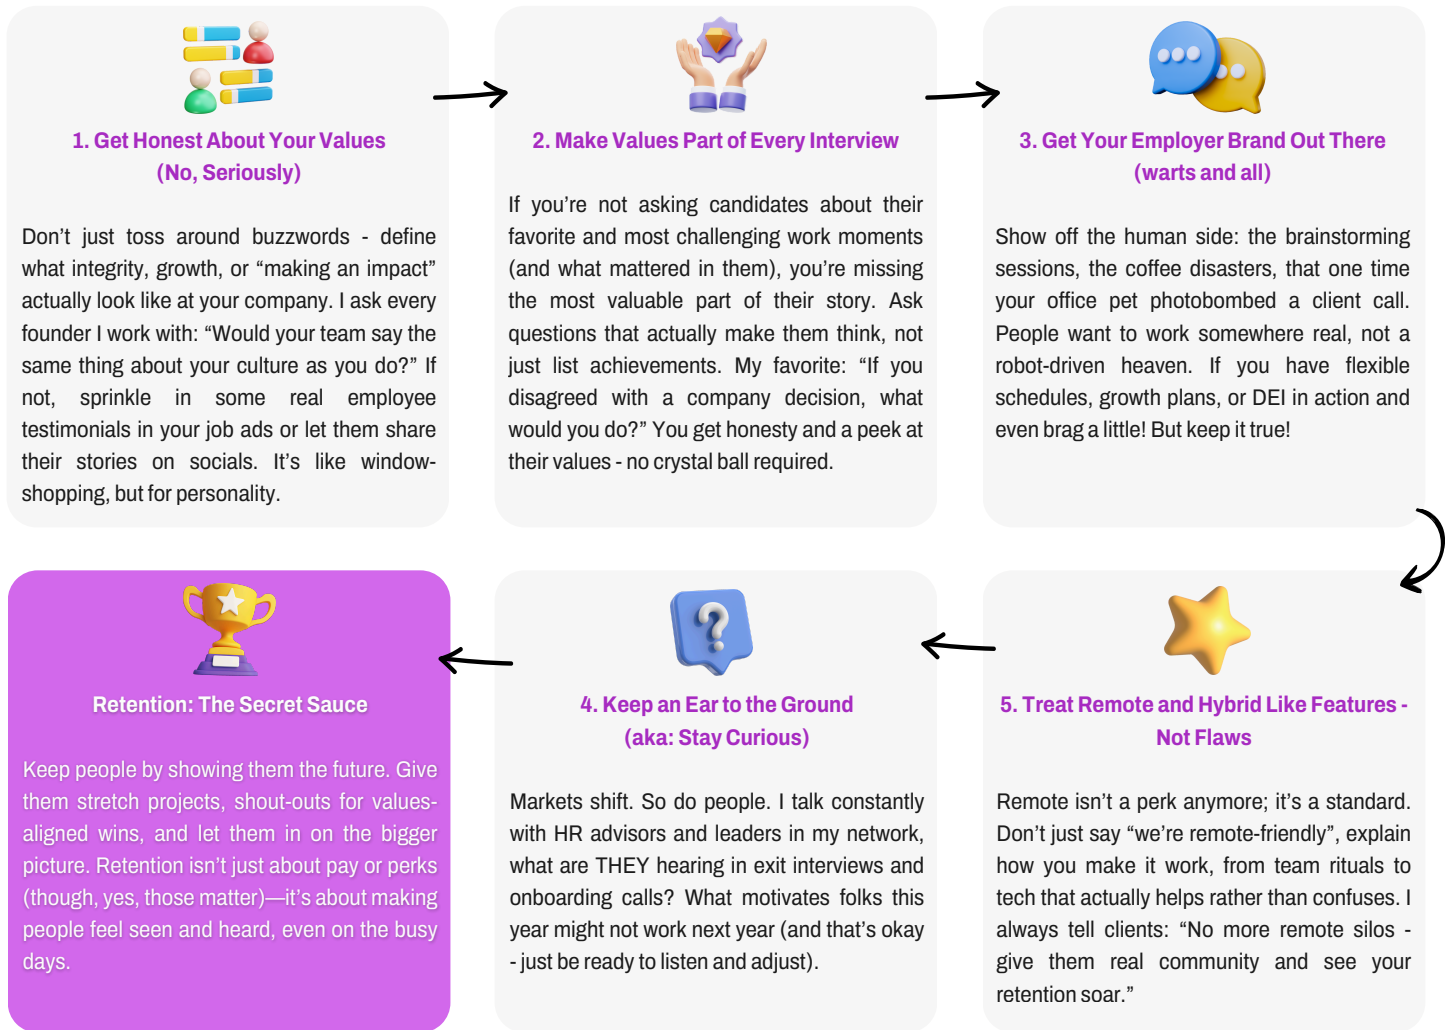 1. Get Honest About Your Values
(No, Seriously)
Don’t just toss around buzzwords - define
what integrity, growth, or “making an impact”
actually look like at your company. I ask every
founder I work with: “Would your team say the
same thing about your culture as you do?” If
not, sprinkle in some real employee
testimonials in your job ads or let them share
their stories on socials. It’s like window-
shopping, but for personality.
2. Make Values Part of Every Interview
If you’re not asking candidates about their
favorite and most challenging work moments
(and what mattered in them), you’re missing
the most valuable part of their story. Ask
questions that actually make them think, not
just list achievements. My favorite: “If you
disagreed with a company decision, what
would you do?” You get honesty and a peek at
their values - no crystal ball required.
3. Get Your Employer Brand Out There
(warts and all)
Show off the human side: the brainstorming
sessions, the coffee disasters, that one time
your office pet photobombed a client call.
People want to work somewhere real, not a
robot-driven heaven. If you have flexible
schedules, growth plans, or DEI in action and
even brag a little! But keep it true!
5. Treat Remote and Hybrid Like Features -
Not Flaws
Remote isn’t a perk anymore; it’s a standard.
Don’t just say “we’re remote-friendly”, explain
how you make it work, from team rituals to
tech that actually helps rather than confuses. I
always tell clients: “No more remote silos -
give them real community and see your
retention soar.”
4. Keep an Ear to the Ground
(aka: Stay Curious)
Markets shift. So do people. I talk constantly
with HR advisors and leaders in my network,
what are THEY hearing in exit interviews and
onboarding calls? What motivates folks this
year might not work next year (and that’s okay
- just be ready to listen and adjust).
Retention: The Secret Sauce
Keep people by showing them the future. Give
them stretch projects, shout-outs for values-
aligned wins, and let them in on the bigger
picture. Retention isn’t just about pay or perks
(though, yes, those matter)—it’s about making
people feel seen and heard, even on the busy
days.